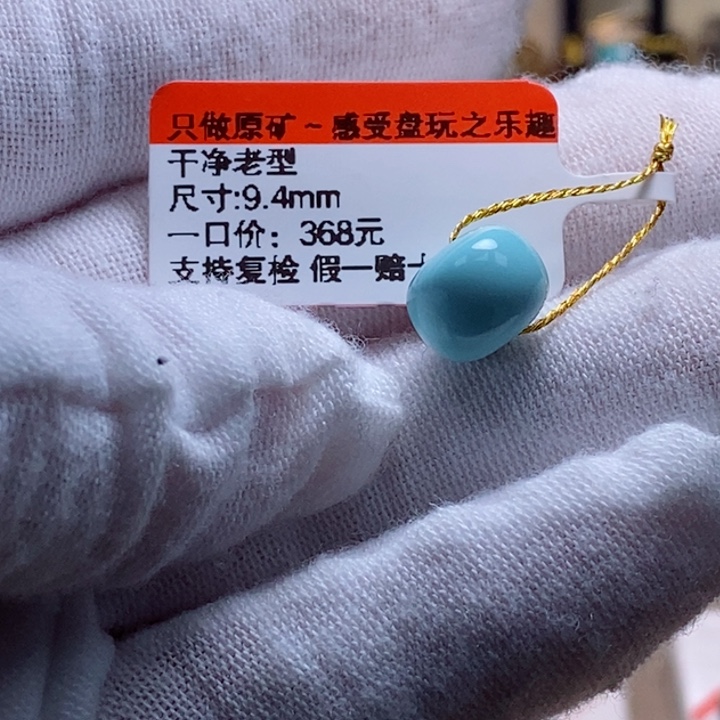 只做原矿~感受盘玩之乐趣
干净老型
尺寸:9.4mm
一口价：368元
支持复检 假一赔